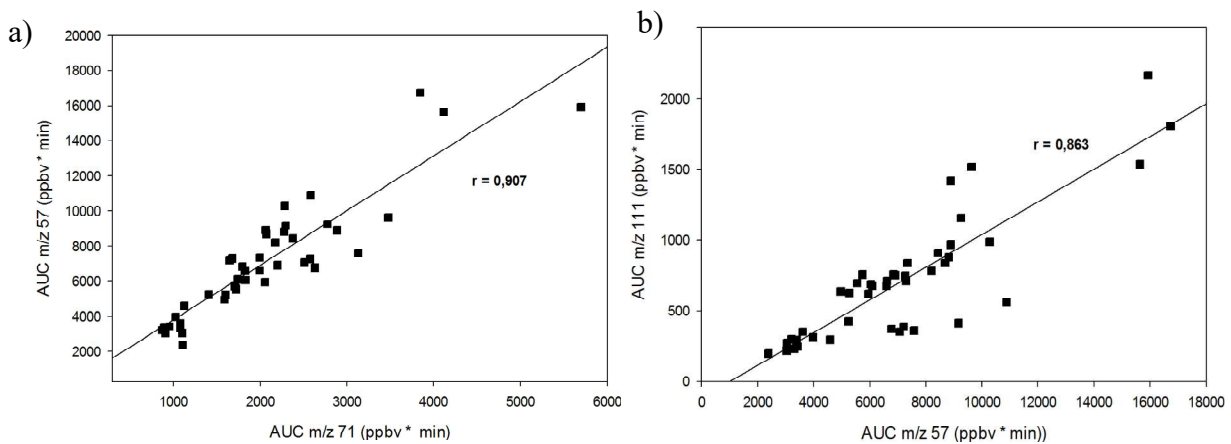 a)
20000
18000
16000
14000
12000
10000
8000
6000
4000
2000
AUC m/z 57 (ppbv * min)
r = 0,907
1000 2000 3000 4000 5000 6000
AUC m/z 71 (ppbv * min)
b)
2000
1500
1000
500
0
AUC m/z 111 (ppbv * min)
r = 0,863
0 2000 4000 6000 8000 10000 12000 14000 16000 18000
AUC m/z 57 (ppbv * min))